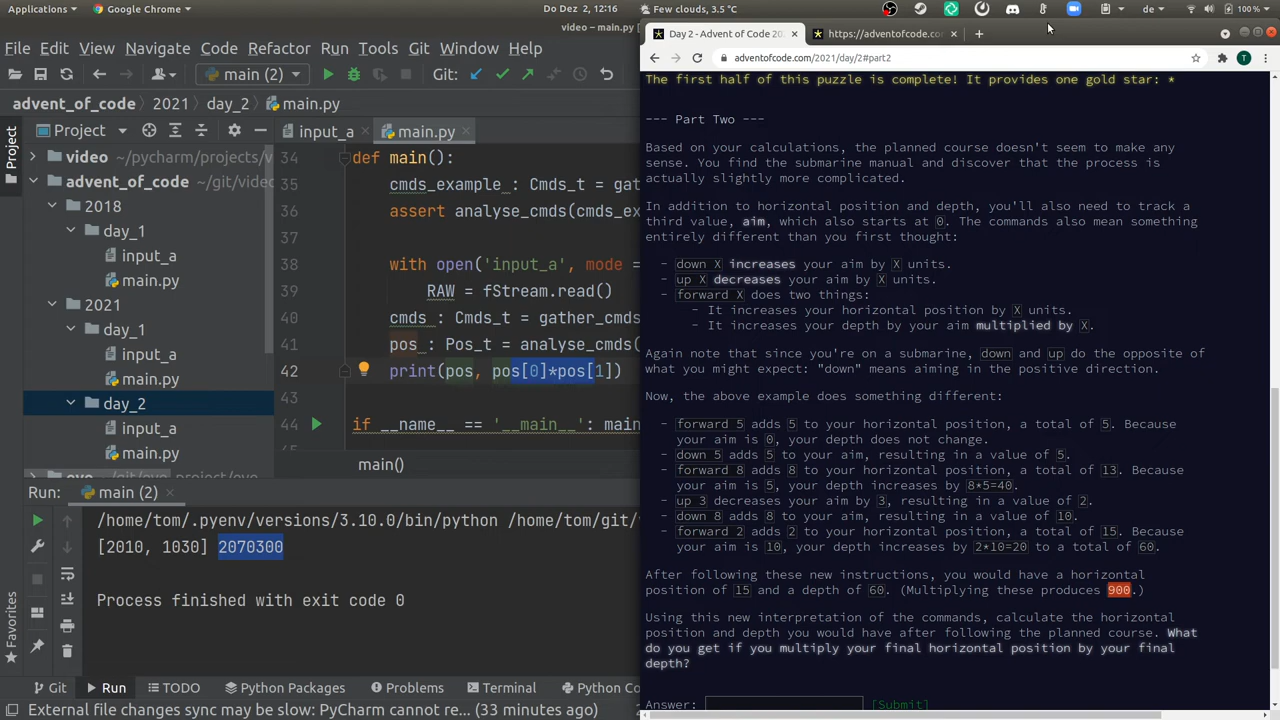 Activities
Google Chrome
Do Dez 2, 12:16
Few clouds, 3.5 °C
de
100 %
video – main.py
File Edit View Navigate Code Refactor Run Tools Git Window
main (2)
Git:
adventof_code 2021 day_2 main.py
Project
input_a
main.py
video ~/pycharm/projects/v
advent_of_code ~/git/video
2018
day_1
input_a
main.py
2021
day_1
input_a
main.py
day_2
input_a
main.py
34 def main():
35 cmds_example_: Cmds_t = gather
36 assert analyse_cmds(cmds_ex
37
38 with open('input_a', mode =
39 RAW = fStream.read()
40 cmds_: Cmds_t = gather_cmds
41 pos_: Pos_t = analyse_cmds(
42 print(pos, pos[0]*pos[1])
44 if __name__ == '__main__': main
main()
Run: main (2)
/home/tom/.pyenv/versions/3.10.0/bin/python /home/tom/git/
2070300
Favorites
Git Run TODO Python Packages Problems Terminal Python Co
External file changes sync may be slow: PyCharm cannot re... (33 minutes ago)
Day 2 - Advent of Code 202
https://adventofcode.co
T
adventofcode.com/2021/day/2#part2
The first half of this puzzle is complete! It provides one gold star: *
--- Part Two ---
Based on your calculations, the planned course doesn't seem to make any
sense. You find the submarine manual and discover that the process is
actually slightly more complicated.
In addition to horizontal position and depth, you'll also need to track a
third value, aim, which also starts at 0. The commands also mean something
entirely different than you first thought:
- down X increases your aim by X units.
- up X decreases your aim by X units.
- forward X does two things:
- It increases your horizontal position by X units.
- It increases your depth by your aim multiplied by X.
Again note that since you're on a submarine, down and up do the opposite of
what you might expect: "down" means aiming in the positive direction.
Now, the above example does something different:
- forward 5 adds 5 to your horizontal position, a total of 5. Because
your aim is 0, your depth does not change.
- down 5 adds 5 to your aim, resulting in a value of 5.
- forward 8 adds 8 to your horizontal position, a total of 13. Because
your aim is 5, your depth increases by 8*5=40.
- up 3 decreases your aim by 3, resulting in a value of 2.
- down 8 adds 8 to your aim, resulting in a value of 10.
- forward 2 adds 2 to your horizontal position, a total of 15. Because
your aim is 10, your depth increases by 2*10=20 to a total of 60.
After following these new instructions, you would have a horizontal
position of 15 and a depth of 60. (Multiplying these produces 900.)
Using this new interpretation of the commands, calculate the horizontal
position and depth you would have after following the planned course. What
do you get if you multiply your final horizontal position by your final
depth?
Answer: [Submit]